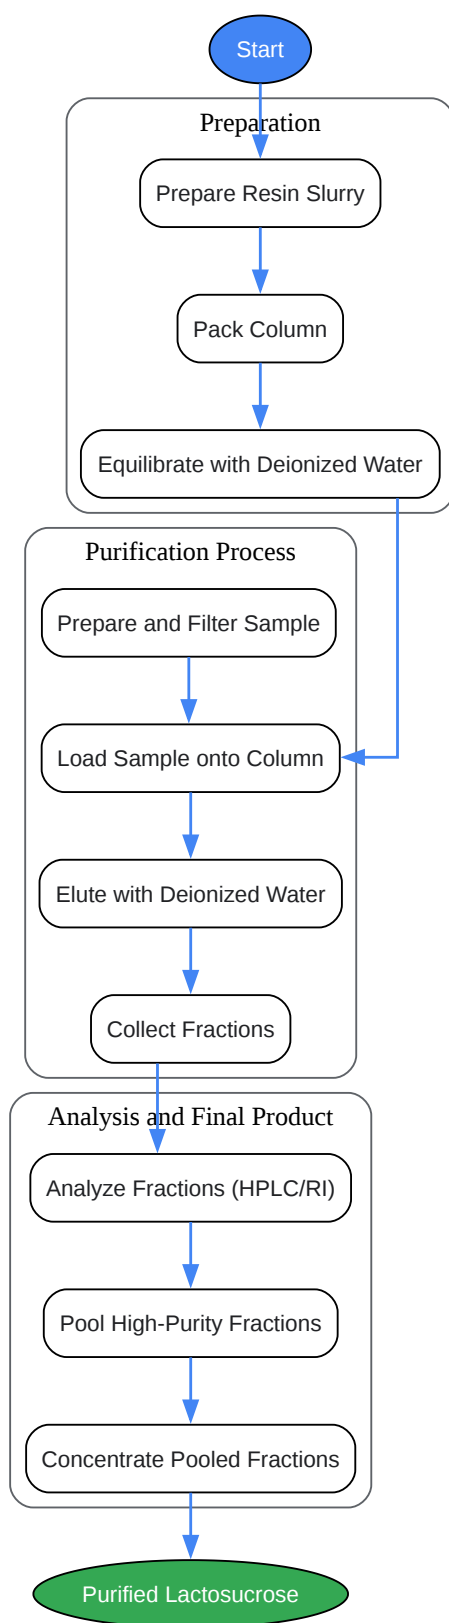 Start
Preparation
Prepare Resin Slurry
Pack Column
Equilibrate with Deionized Water
Purification Process
Prepare and Filter Sample
Load Sample onto Column
Elute with Deionized Water
Collect Fractions
Analysis and Final Product
Analyze Fractions (HPLC/RI)
Pool High-Purity Fractions
Concentrate Pooled Fractions
Purified Lactosucrose